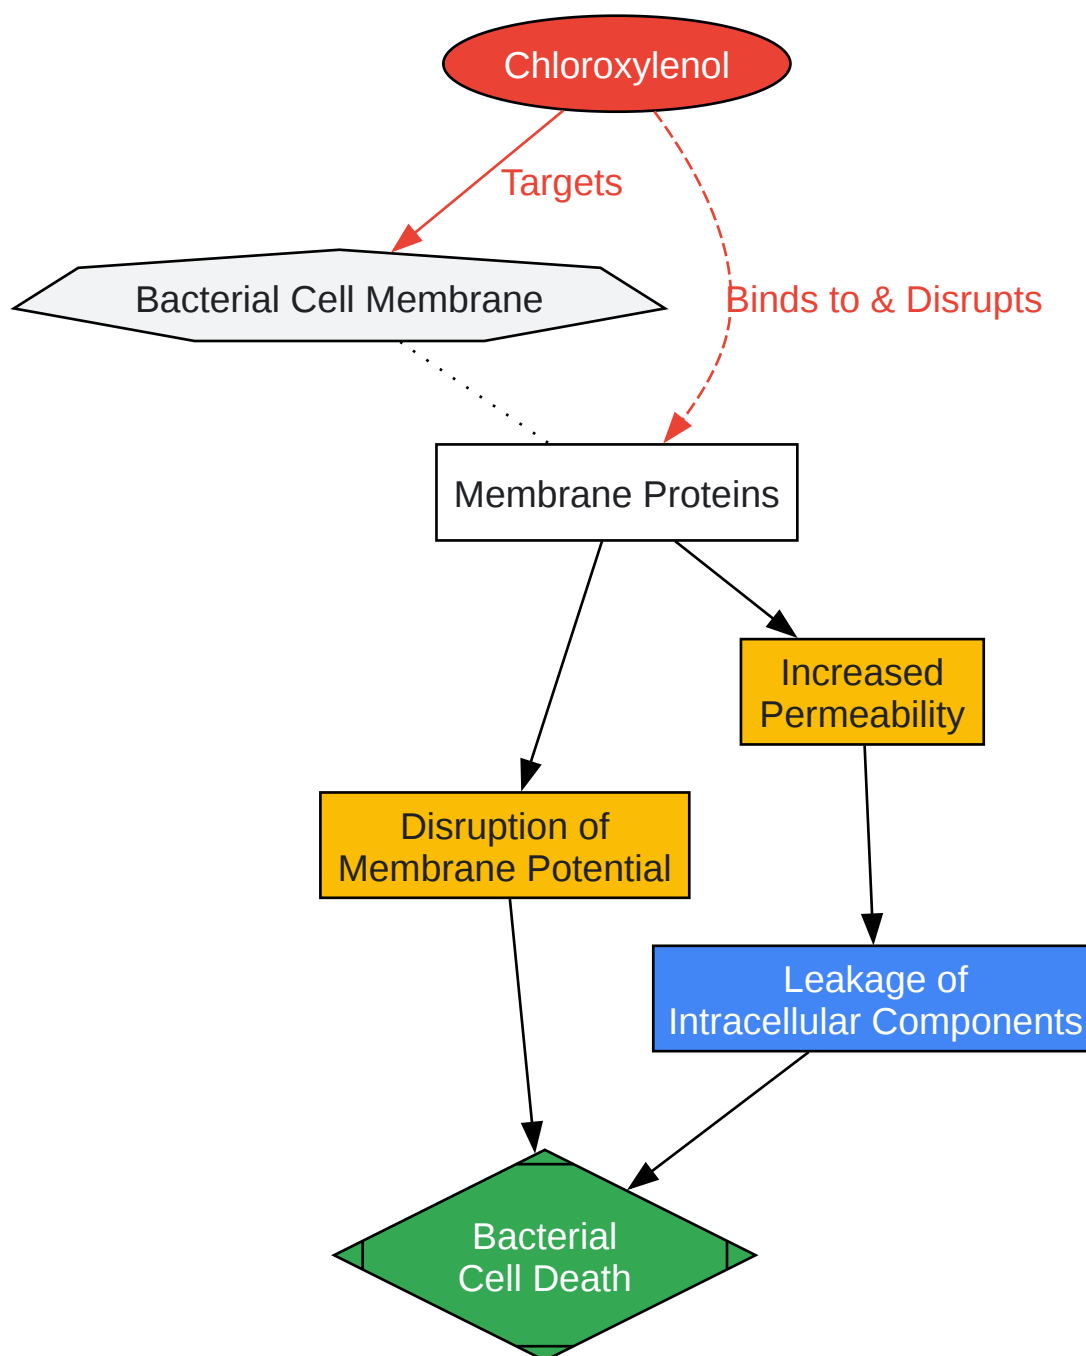 Chloroxylenol
Targets
Bacterial Cell Membrane
Binds to & Disrupts
Membrane Proteins
Increased
Permeability
Disruption of
Membrane Potential
Leakage of
Intracellular Components
Bacterial
Cell Death